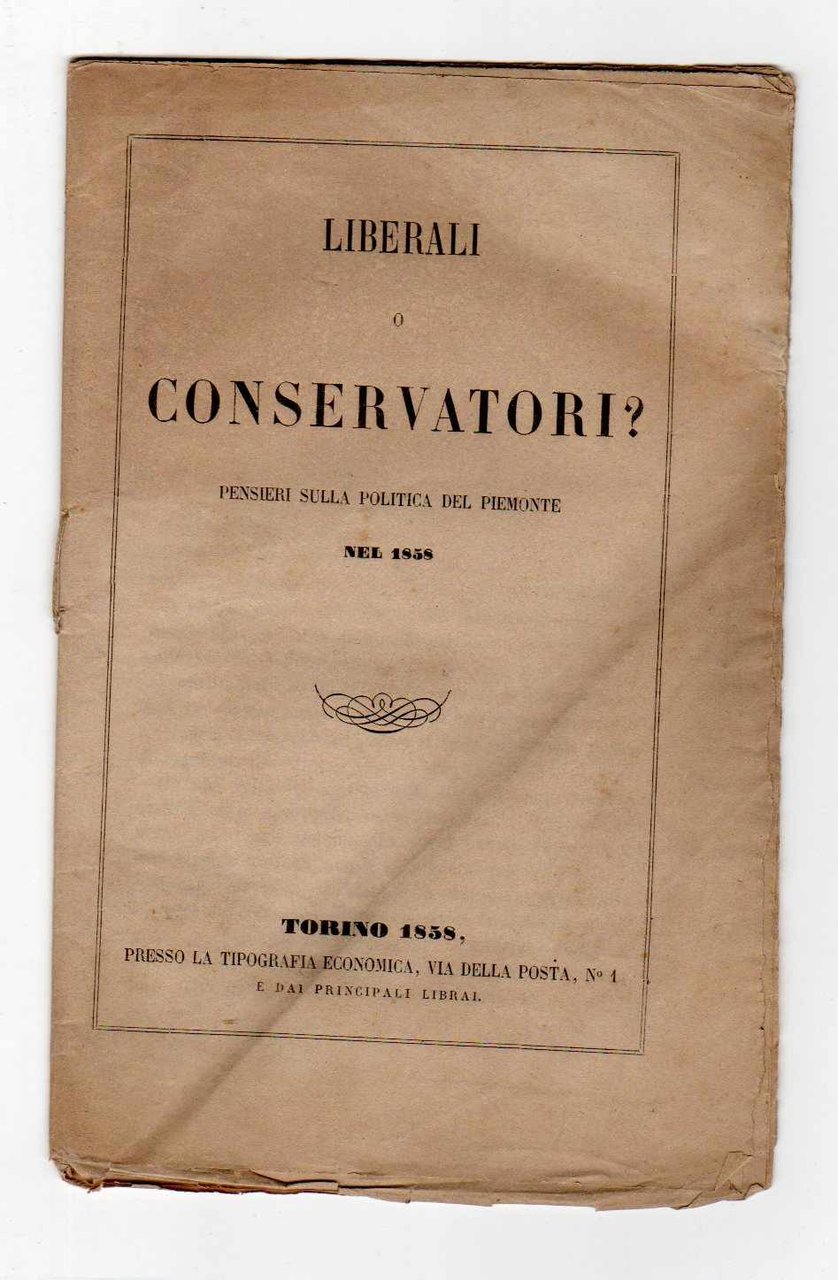 LIBERALI
O
CONSERVATORI?
PENSIERI SULLA POLITICA DEL PIEMONTE
NEL 1858
TORINO 1858,
PRESSO LA TIPOGRAFIA ECONOMICA, VIA DELLA POSTA, Nº 1
E DAI PRINCIPALI LIBRAI.